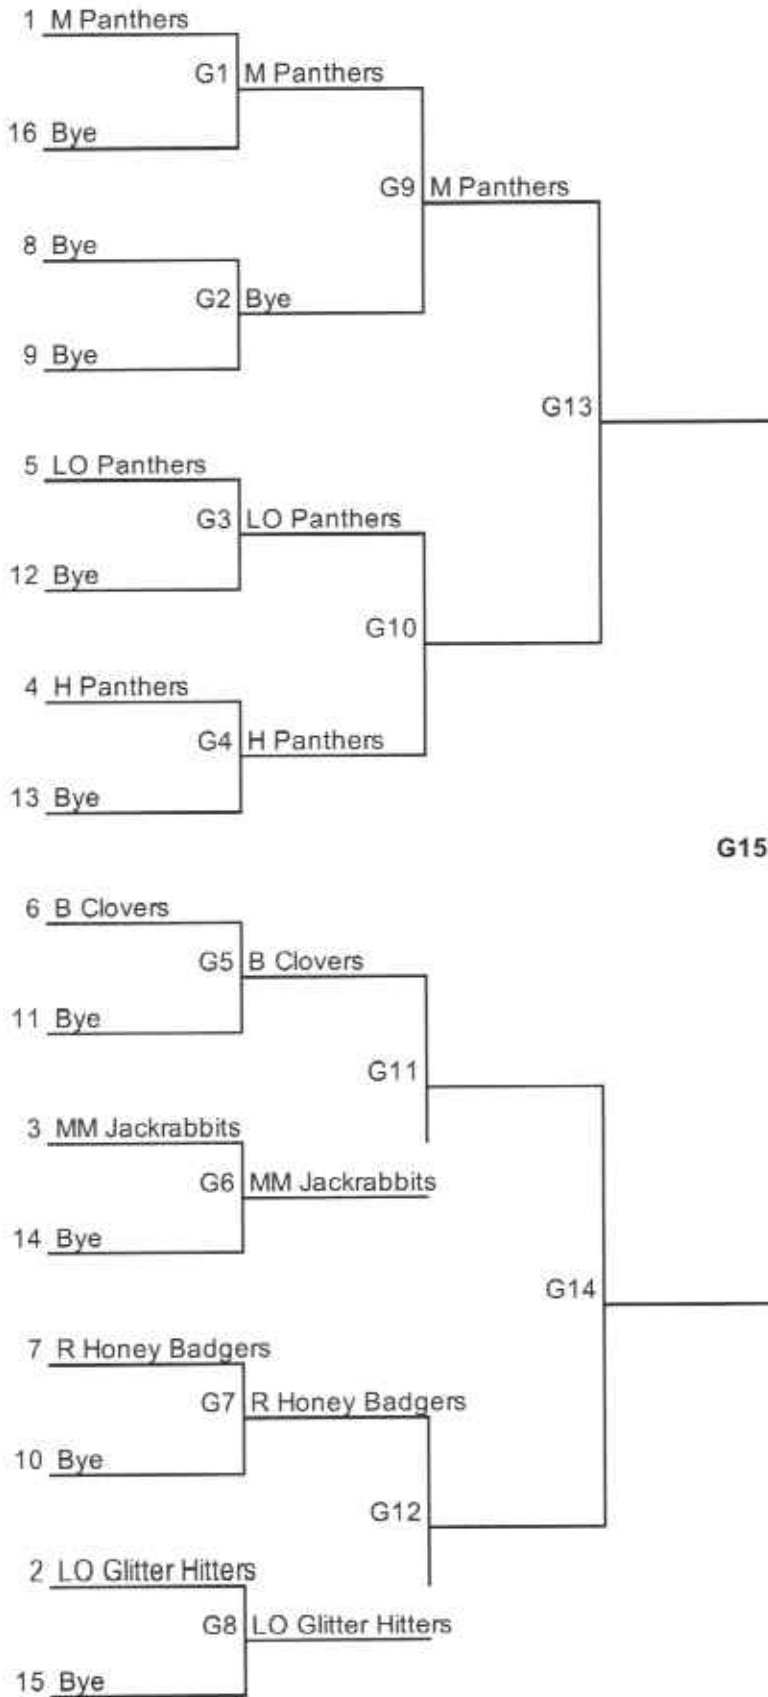 1 M Panthers
G1 M Panthers
16 Bye
G9 M Panthers
8 Bye
G2 Bye
9 Bye
G13
5 LO Panthers
G3 LO Panthers
12 Bye
G10
4 H Panthers
G4 H Panthers
13 Bye
G15
6 B Clovers
G5 B Clovers
11 Bye
G11
3 MM Jackrabbits
G6 MM Jackrabbits
14 Bye
G14
7 R Honey Badgers
G7 R Honey Badgers
10 Bye
G12
2 LO Glitter Hitters
G8 LO Glitter Hitters
15 Bye